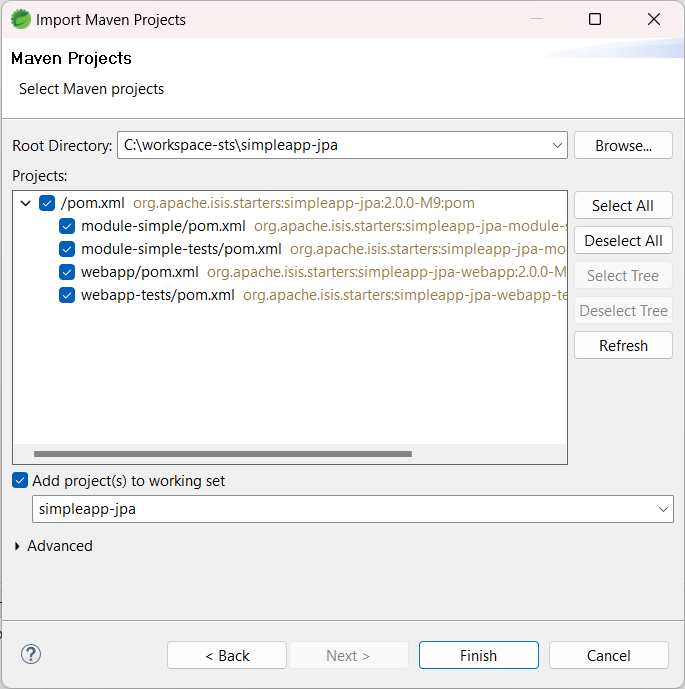 Import Maven Projects
Maven Projects
Select Maven projects
Root Directory: C:\workspace-sts\simpleapp-jpa Browse...
Projects:
/pom.xml org.apache.isis.starters:simpleapp-jpa:2.0.0-M9:pom
module-simple/pom.xml org.apache.isis.starters:simpleapp-jpa-module-s
module-simple-tests/pom.xml org.apache.isis.starters:simpleapp-jpa-mo
webapp/pom.xml org.apache.isis.starters:simpleapp-jpa-webapp:2.0.0-M
webapp-tests/pom.xml org.apache.isis.starters:simpleapp-jpa-webapp-te
Select All
Deselect All
Select Tree
Deselect Tree
Refresh
Add project(s) to working set
simpleapp-jpa
Advanced
? < Back Next > Finish Cancel